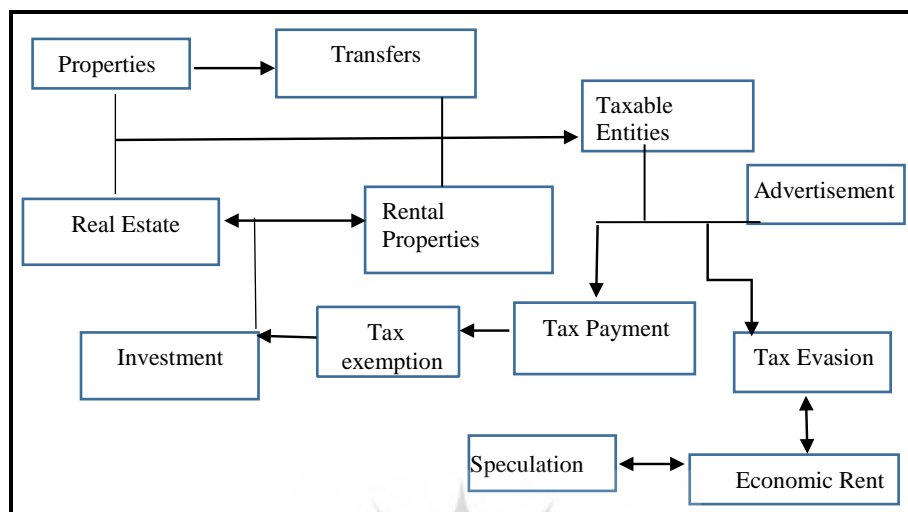 Properties
Transfers
Taxable
Entities
Advertisement
Real Estate
Rental
Properties
Investment
Tax
exemption
Tax Payment
Tax Evasion
Speculation
Economic Rent